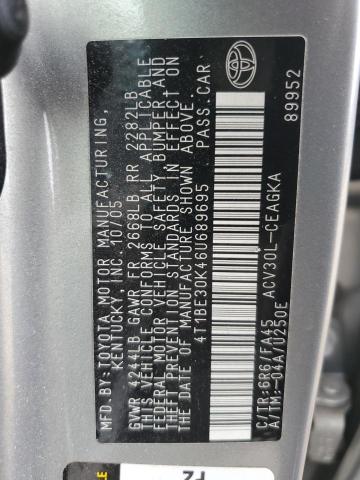 MFD. BY: TOYOTA MOTOR MANUFACTURING,
KENTUCKY, INC. 10/05
GVWR 4244LB GAWR FR 2668LB RR 2282LB
THIS VEHICLE CONFORMS TO ALL APPLICABLE
FEDERAL MOTOR VEHICLE SAFETY, BUMPER, AND
THEFT PREVENTION STANDARDS IN EFFECT ON
THE DATE OF MANUFACTURE SHOWN ABOVE.
4T1BE30K46U689695 PASS. CAR
C/TR:6R6/FA45 ACV30L-CEAGKA
A/TM:-04A/U250E 89952